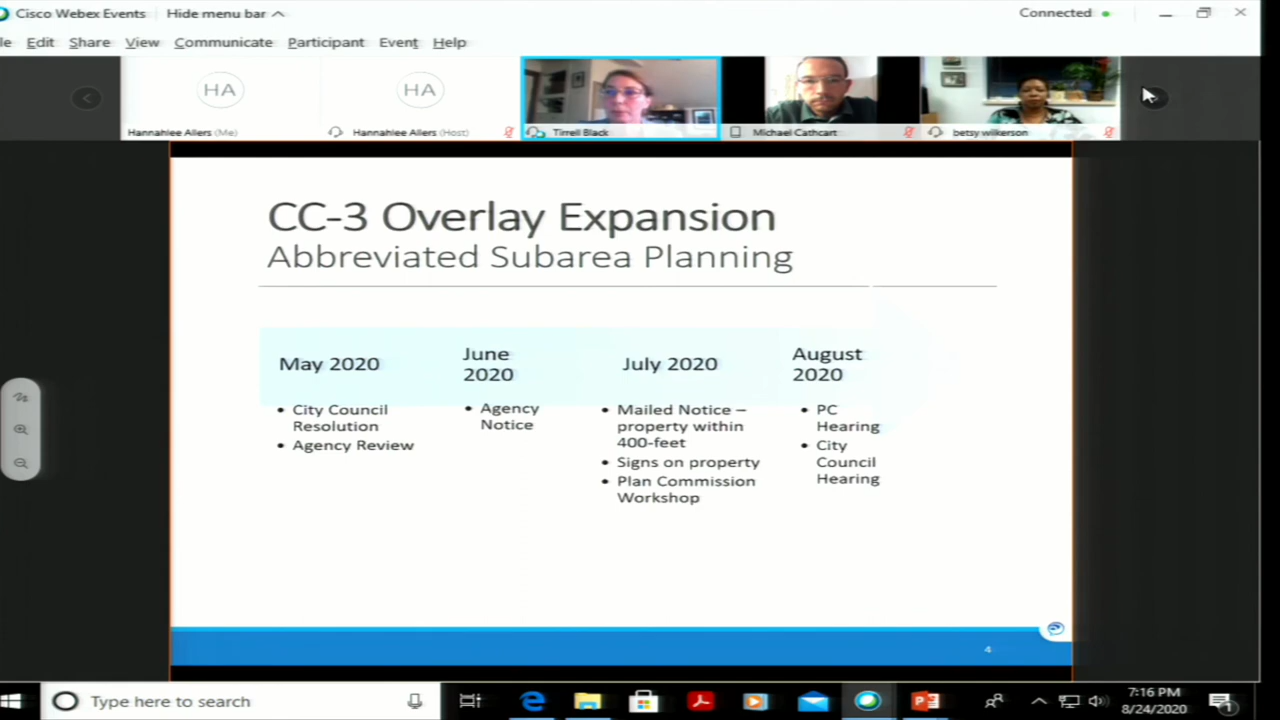 Cisco Webex Events
Hide menu bar
Connected
le Edit Share View Communicate Participant Event Help
HA
HA
Hannahlee Allers (Me)
Hannahlee Allers (Host)
Tirrell Black
Michael Cathcart
betsy wilkerson
CC-3 Overlay Expansion
Abbreviated Subarea Planning
May 2020
• City Council
Resolution
• Agency Review
June
2020
• Agency
Notice
July 2020
• Mailed Notice –
property within
400-feet
• Signs on property
• Plan Commission
Workshop
August
2020
• PC
Hearing
• City
Council
Hearing
4
Type here to search
7:16 PM
8/24/2020
1